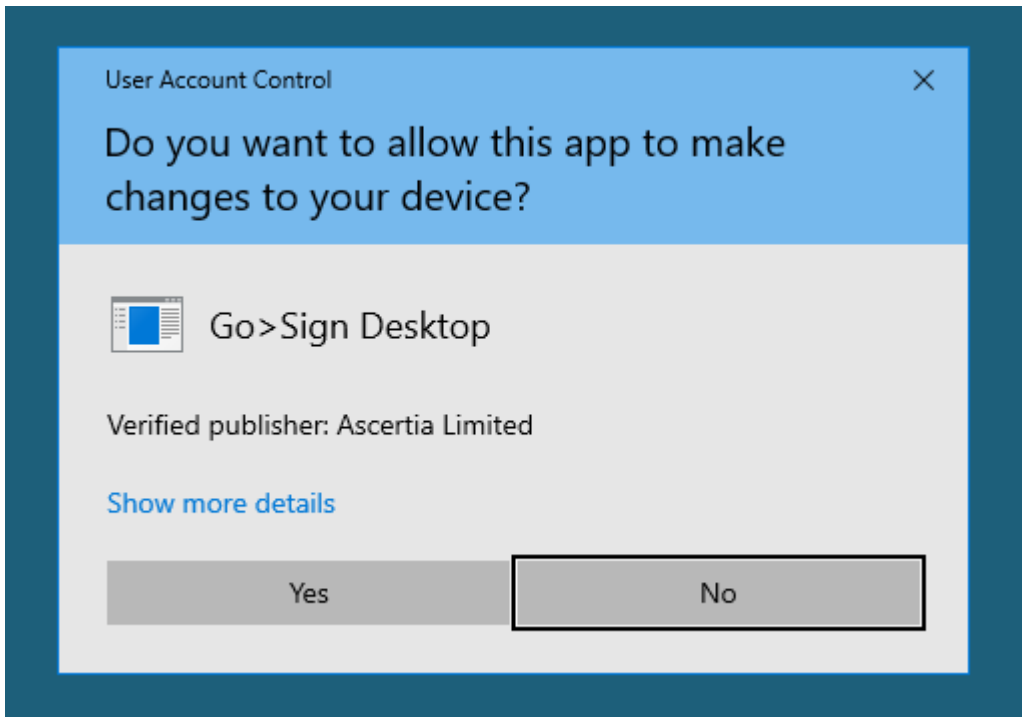 User Account Control
Do you want to allow this app to make
changes to your device?
Go>Sign Desktop
Verified publisher: Ascertia Limited
Show more details
Yes
No